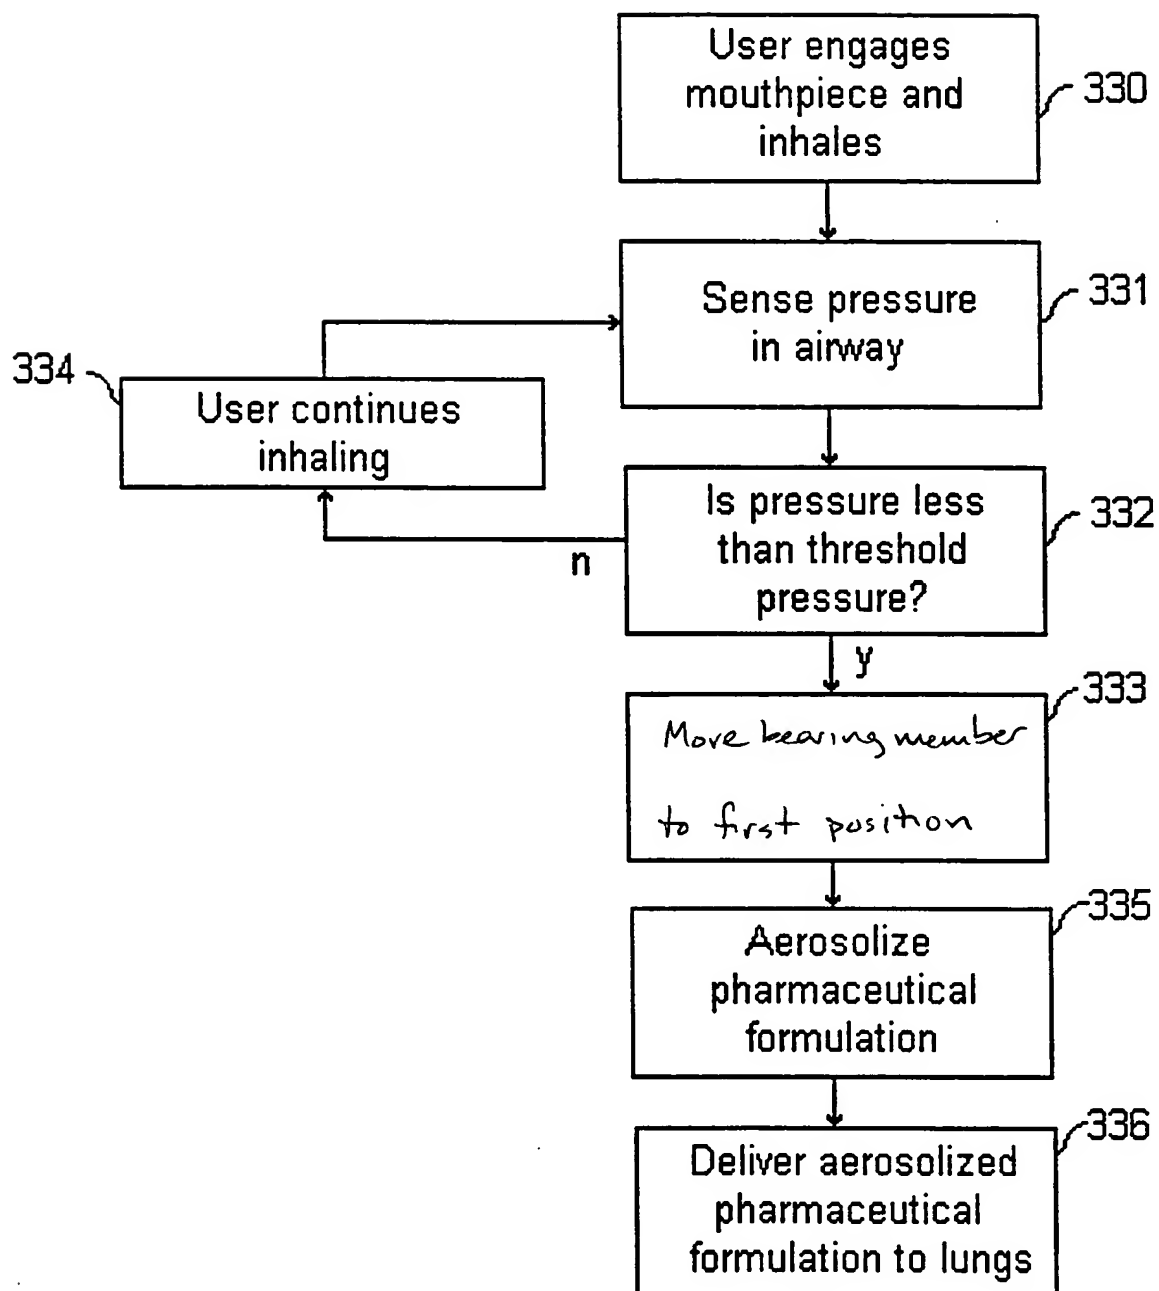 User engages
mouthpiece and
inhales
330
Sense pressure
in airway
331
334
User continues
inhaling
Is pressure less
than threshold
pressure?
332
n
y
333
More bearing member
to first position
335
Aerosolize
pharmaceutical
formulation
336
Deliver aerosolized
pharmaceutical
formulation to lungs